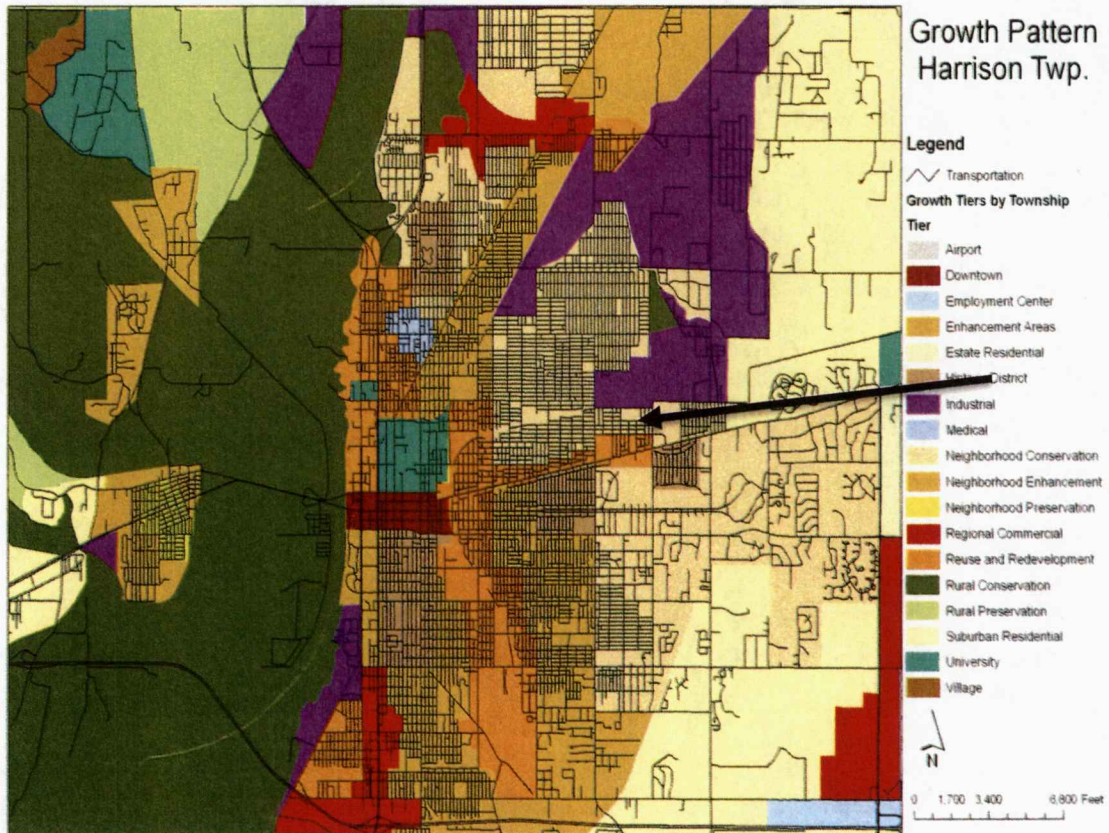 Growth Pattern
Harrison Twp.
Legend
Transportation
Growth Tiers by Township
Tier
Airport
Downtown
Employment Center
Enhancement Areas
Estate Residential
District
Industrial
Medical
Neighborhood Conservation
Neighborhood Enhancement
Neighborhood Preservation
Regional Commercial
Reuse and Redevelopment
Rural Conservation
Rural Preservation
Suburban Residential
University
Village
N
0 1,700 3,400 6,800 Feet